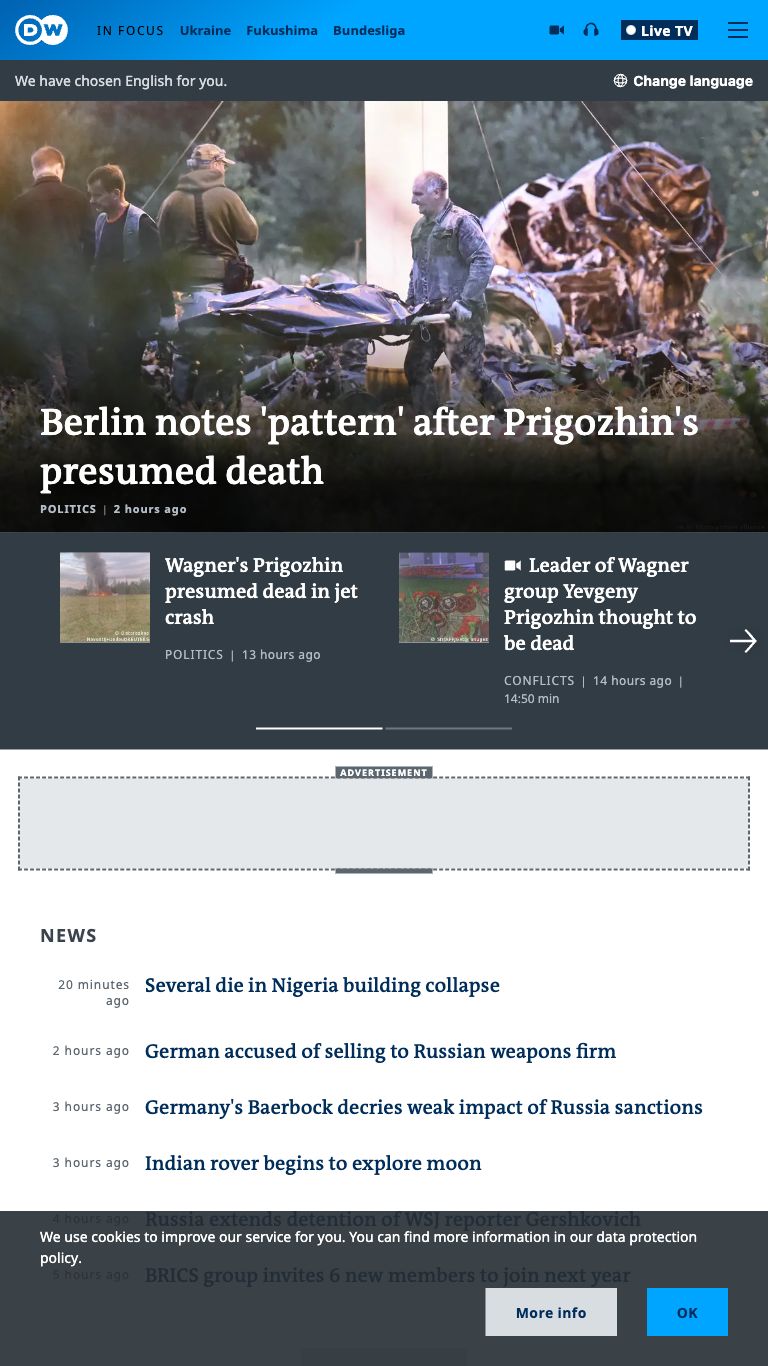 DW
IN FOCUS Ukraine Fukushima Bundesliga
Live TV
We have chosen English for you.
Change language
Berlin notes 'pattern' after Prigozhin's
presumed death
POLITICS | 2 hours ago
Wagner's Prigozhin
presumed dead in jet
crash
POLITICS | 13 hours ago
Leader of Wagner
group Yevgeny
Prigozhin thought to
be dead
CONFLICTS | 14 hours ago |
14:50 min
ADVERTISEMENT
NEWS
20 minutes
ago
Several die in Nigeria building collapse
2 hours ago
German accused of selling to Russian weapons firm
3 hours ago
Germany's Baerbock decries weak impact of Russia sanctions
3 hours ago
Indian rover begins to explore moon
4 hours ago
Russia extends detention of WSJ reporter Gershkovich
We use cookies to improve our service for you. You can find more information in our data protection
policy.
5 hours ago
BRICS group invites 6 new members to join next year
More info
OK